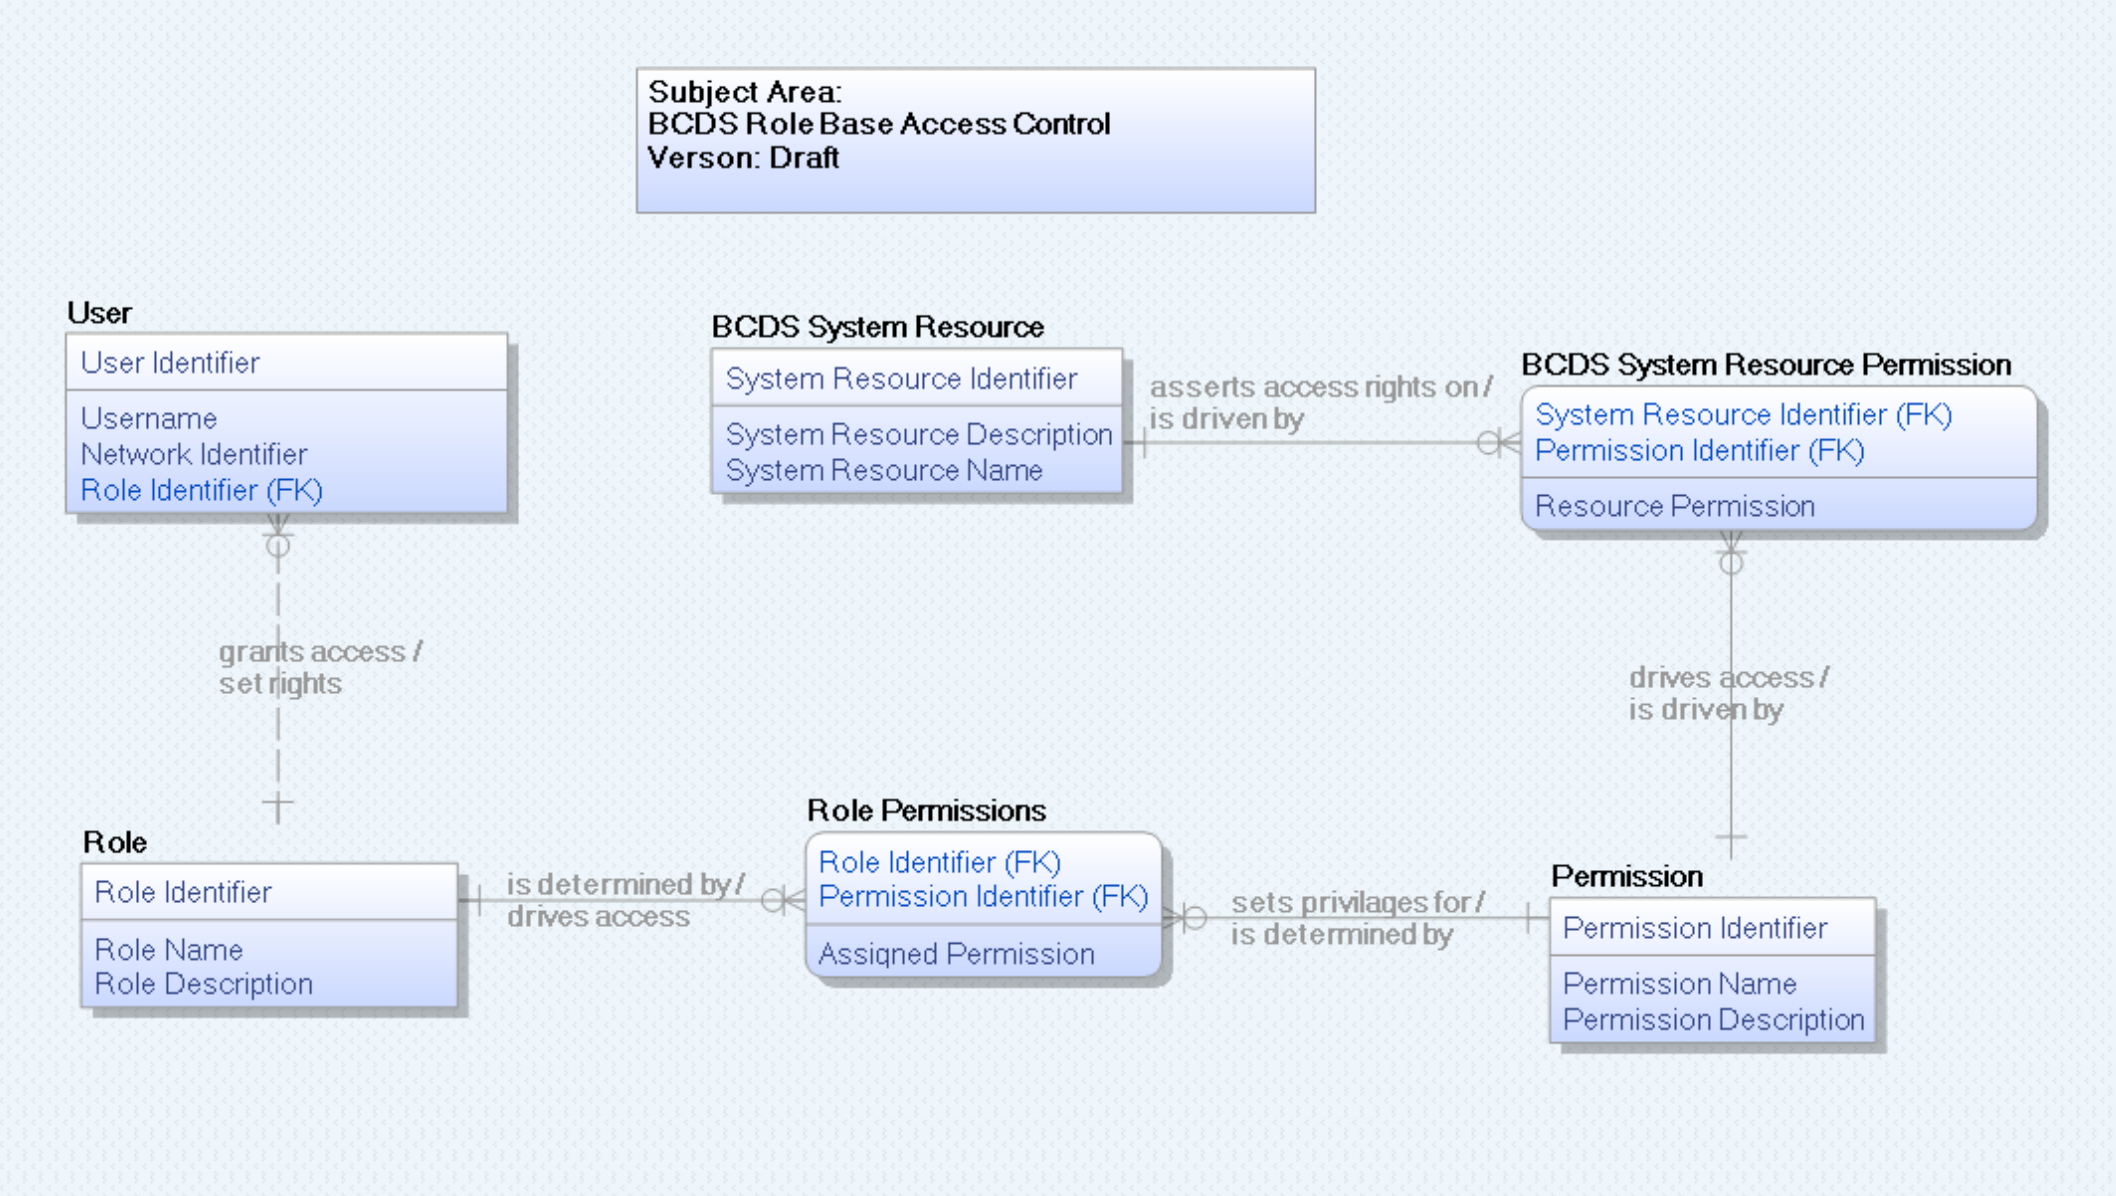 Subject Area:
BCDS Role Base Access Control
Verson: Draft
User
User Identifier
Username
Network Identifier
Role Identifier (FK)
BCDS System Resource
System Resource Identifier
System Resource Description
System Resource Name
asserts access rights on /
is driven by
BCDS System Resource Permission
System Resource Identifier (FK)
Permission Identifier (FK)
Resource Permission
grants access /
set rights
drives access /
is driven by
Role
Role Identifier
Role Name
Role Description
is determined by /
drives access
Role Permissions
Role Identifier (FK)
Permission Identifier (FK)
Assigned Permission
sets privilages for /
is determined by
Permission
Permission Identifier
Permission Name
Permission Description